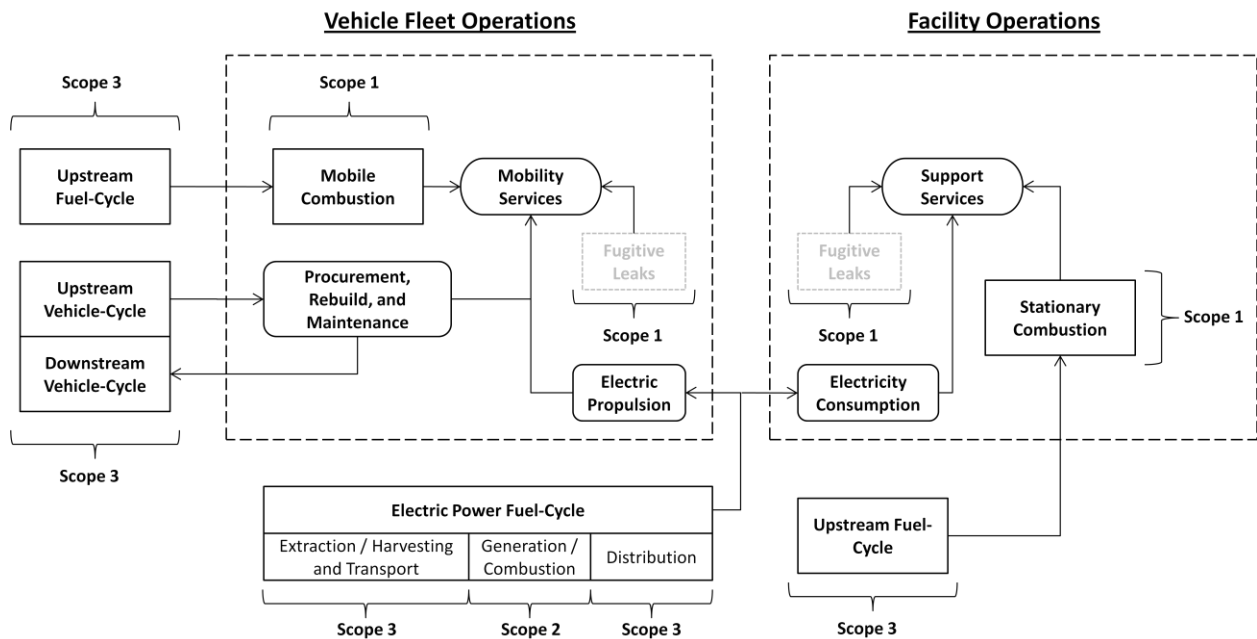 Vehicle Fleet Operations
Facility Operations
Scope 3
Scope 1
Upstream
Fuel-Cycle
Mobile
Combustion
Mobility
Services
Support
Services
Fugitive
Leaks
Fugitive
Leaks
Upstream
Vehicle-Cycle
Procurement,
Rebuild, and
Maintenance
Stationary
Combustion
Scope 1
Scope 1
Scope 1
Downstream
Vehicle-Cycle
Electric
Propulsion
Electricity
Consumption
Scope 3
Electric Power Fuel-Cycle
Extraction / Harvesting
and Transport
Generation /
Combustion
Distribution
Upstream Fuel-
Cycle
Scope 3
Scope 2
Scope 3
Scope 3